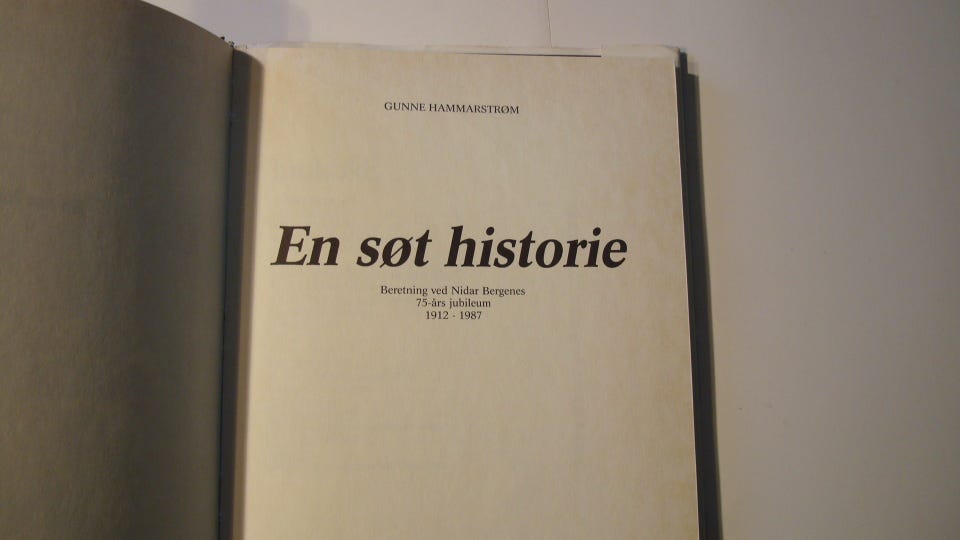 GUNNE HAMMARSTRØM
En søt historie
Beretning ved Nidar Bergenes
75-års jubileum
1912 - 1987